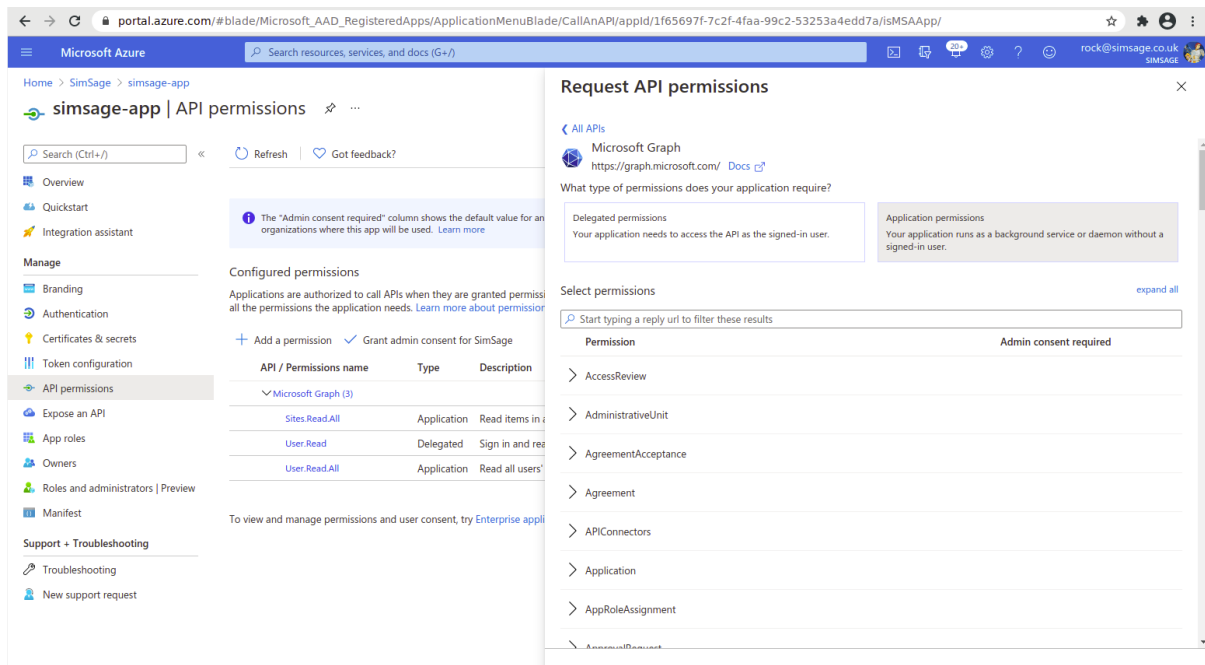 portal.azure.com/#blade/Microsoft_AAD_RegisteredApps/ApplicationMenuBlade/CallAnAPI/appId/1f65697f-7c2f-4faa-99c2-53253a4edd7a/isMSAApp/
Microsoft Azure
Search resources, services, and docs (G+/)
20+
rock@simsage.co.uk
SIMSAGE
Home > SimSage > simsage-app
simsage-app | API permissions
Search (Ctrl+/)
Overview
Quickstart
Integration assistant
Manage
Branding
Authentication
Certificates & secrets
Token configuration
API permissions
Expose an API
App roles
Owners
Roles and administrators | Preview
Manifest
Support + Troubleshooting
Troubleshooting
New support request
Refresh
Got feedback?
The "Admin consent required" column shows the default value for an
organizations where this app will be used. Learn more
Configured permissions
Applications are authorized to call APIs when they are granted permissi
all the permissions the application needs. Learn more about permission
Add a permission
Grant admin consent for SimSage
API / Permissions name Type Description
Microsoft Graph (3)
Sites.Read.All Application Read items in a
User.Read Delegated Sign in and rea
User.Read.All Application Read all users'
To view and manage permissions and user consent, try Enterprise appli
Request API permissions
All APIs
Microsoft Graph
https://graph.microsoft.com/ Docs
What type of permissions does your application require?
Delegated permissions
Your application needs to access the API as the signed-in user.
Application permissions
Your application runs as a background service or daemon without a
signed-in user.
Select permissions
expand all
Start typing a reply url to filter these results
Permission Admin consent required
AccessReview
AdministrativeUnit
AgreementAcceptance
Agreement
APIConnectors
Application
AppRoleAssignment
ApprovalRequest